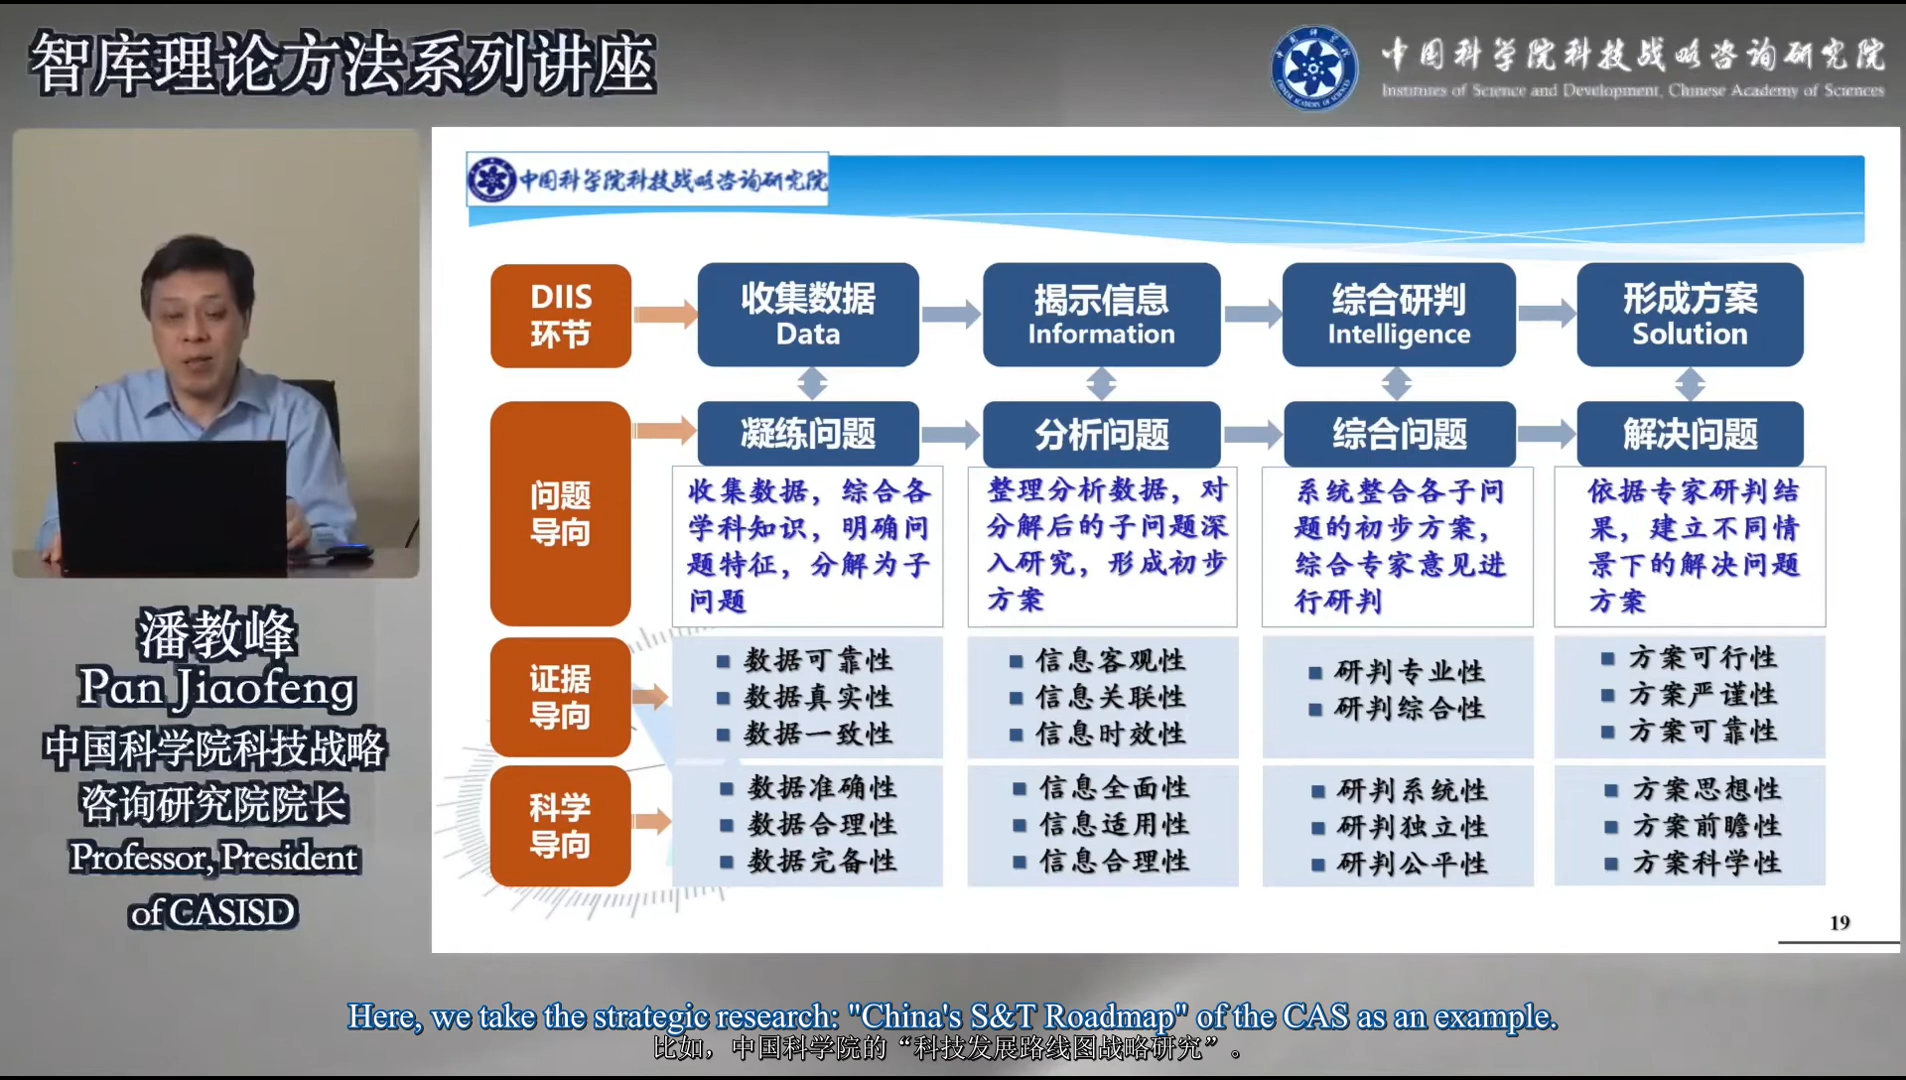 智库理论方法系列讲座
中国科学院科技战略咨询研究院
Institutes of Science and Development, Chinese Academy of Sciences
中国科学院科技战略咨询研究院
DIIS
环节
收集数据
Data
揭示信息
Information
综合研判
Intelligence
形成方案
Solution
问题
导向
凝练问题
收集数据，综合各
学科知识，明确问
题特征，分解为子
问题
分析问题
整理分析数据，对
分解后的子问题深
入研究，形成初步
方案
综合问题
系统整合各子问
题的初步方案，
综合专家意见进
行研判
解决问题
依据专家研判结
果，建立不同情
景下的解决问题
方案
证据
导向
■ 数据可靠性
■ 数据真实性
■ 数据一致性
■ 信息客观性
■ 信息关联性
■ 信息时效性
■ 研判专业性
■ 研判综合性
■ 方案可行性
■ 方案严谨性
■ 方案可靠性
科学
导向
■ 数据准确性
■ 数据合理性
■ 数据完备性
■ 信息全面性
■ 信息适用性
■ 信息合理性
■ 研判系统性
■ 研判独立性
■ 研判公平性
■ 方案思想性
■ 方案前瞻性
■ 方案科学性
19
潘教峰
Pan Jiaofeng
中国科学院科技战略
咨询研究院院长
Professor, President
of CASISD
Here, we take the strategic research: "China's S&T Roadmap" of the CAS as an example.
比如，中国科学院的“科技发展路线图战略研究”。